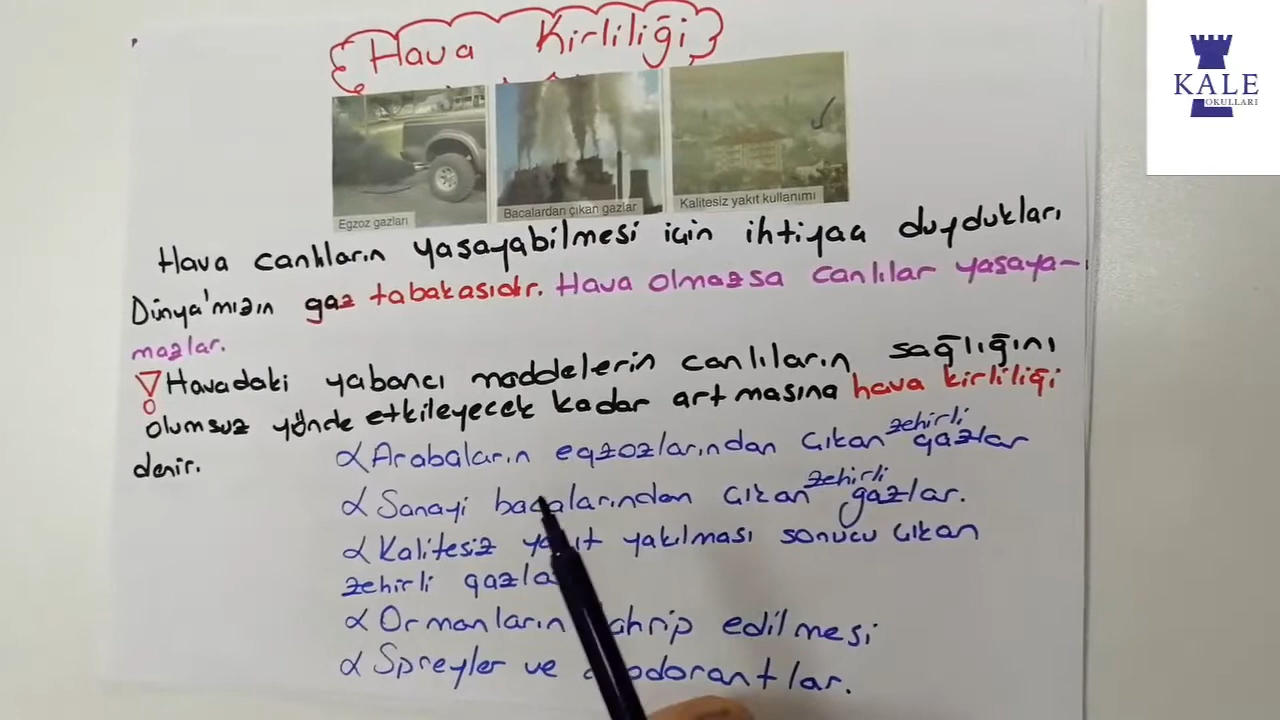 Hava Kirliliği
KALE
OKULLARI
Egzoz gazları
Bacalardan çıkan gazlar
Kalitesiz yakıt kullanımı
Hava canlıların yaşayabilmesi için ihtiyaç duydukları
Dünya'mızın gaz tabakasıdır. Hava olmazsa canlılar yaşaya-
mazlar.
Havadaki yabancı maddelerin canlıların sağlığını
olumsuz yönde etkileyecek kadar artmasına hava kirliliği
denir.
Arabaların eqzozlarından çıkan zehirli gazlar
Sanayi bacalarından çıkan zehirli gazlar.
Kalitesiz yakıt yakılması sonucu çıkan
zehirli gazla
Ormanların tahrip edilmesi
Spreyler ve deodorantlar.